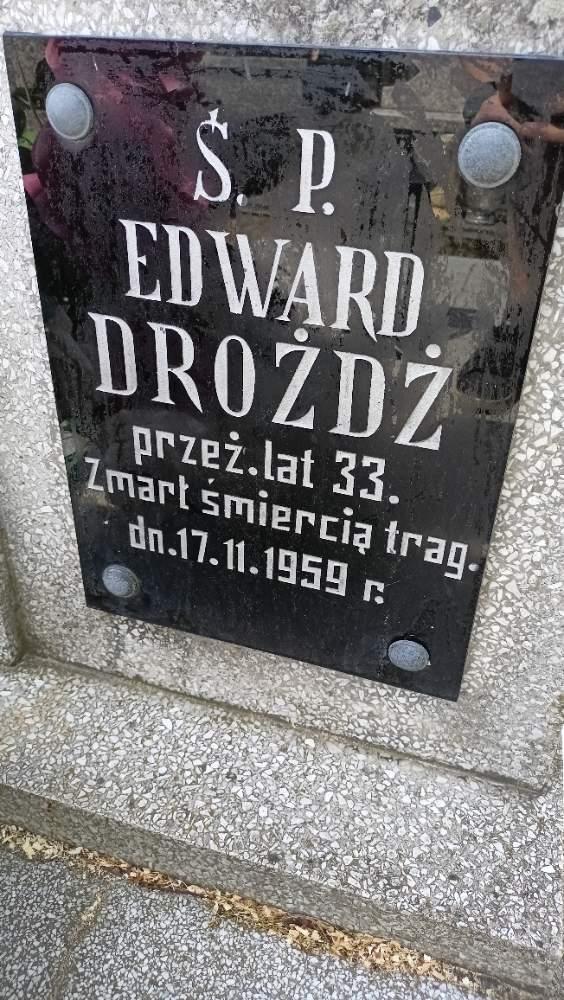 Ś. P.
EDWARD
DROŻDŻ
przeż.lat 33.
Zmarł śmiercią trag.
dn.17.11.1959 r.